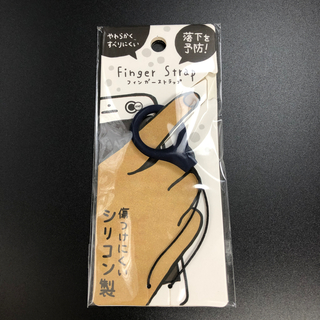 やわらかく、
すべりにくい
落下を
予防!
Finger Strap
フィンガーストラップ
傷つけにくい
シリコン製